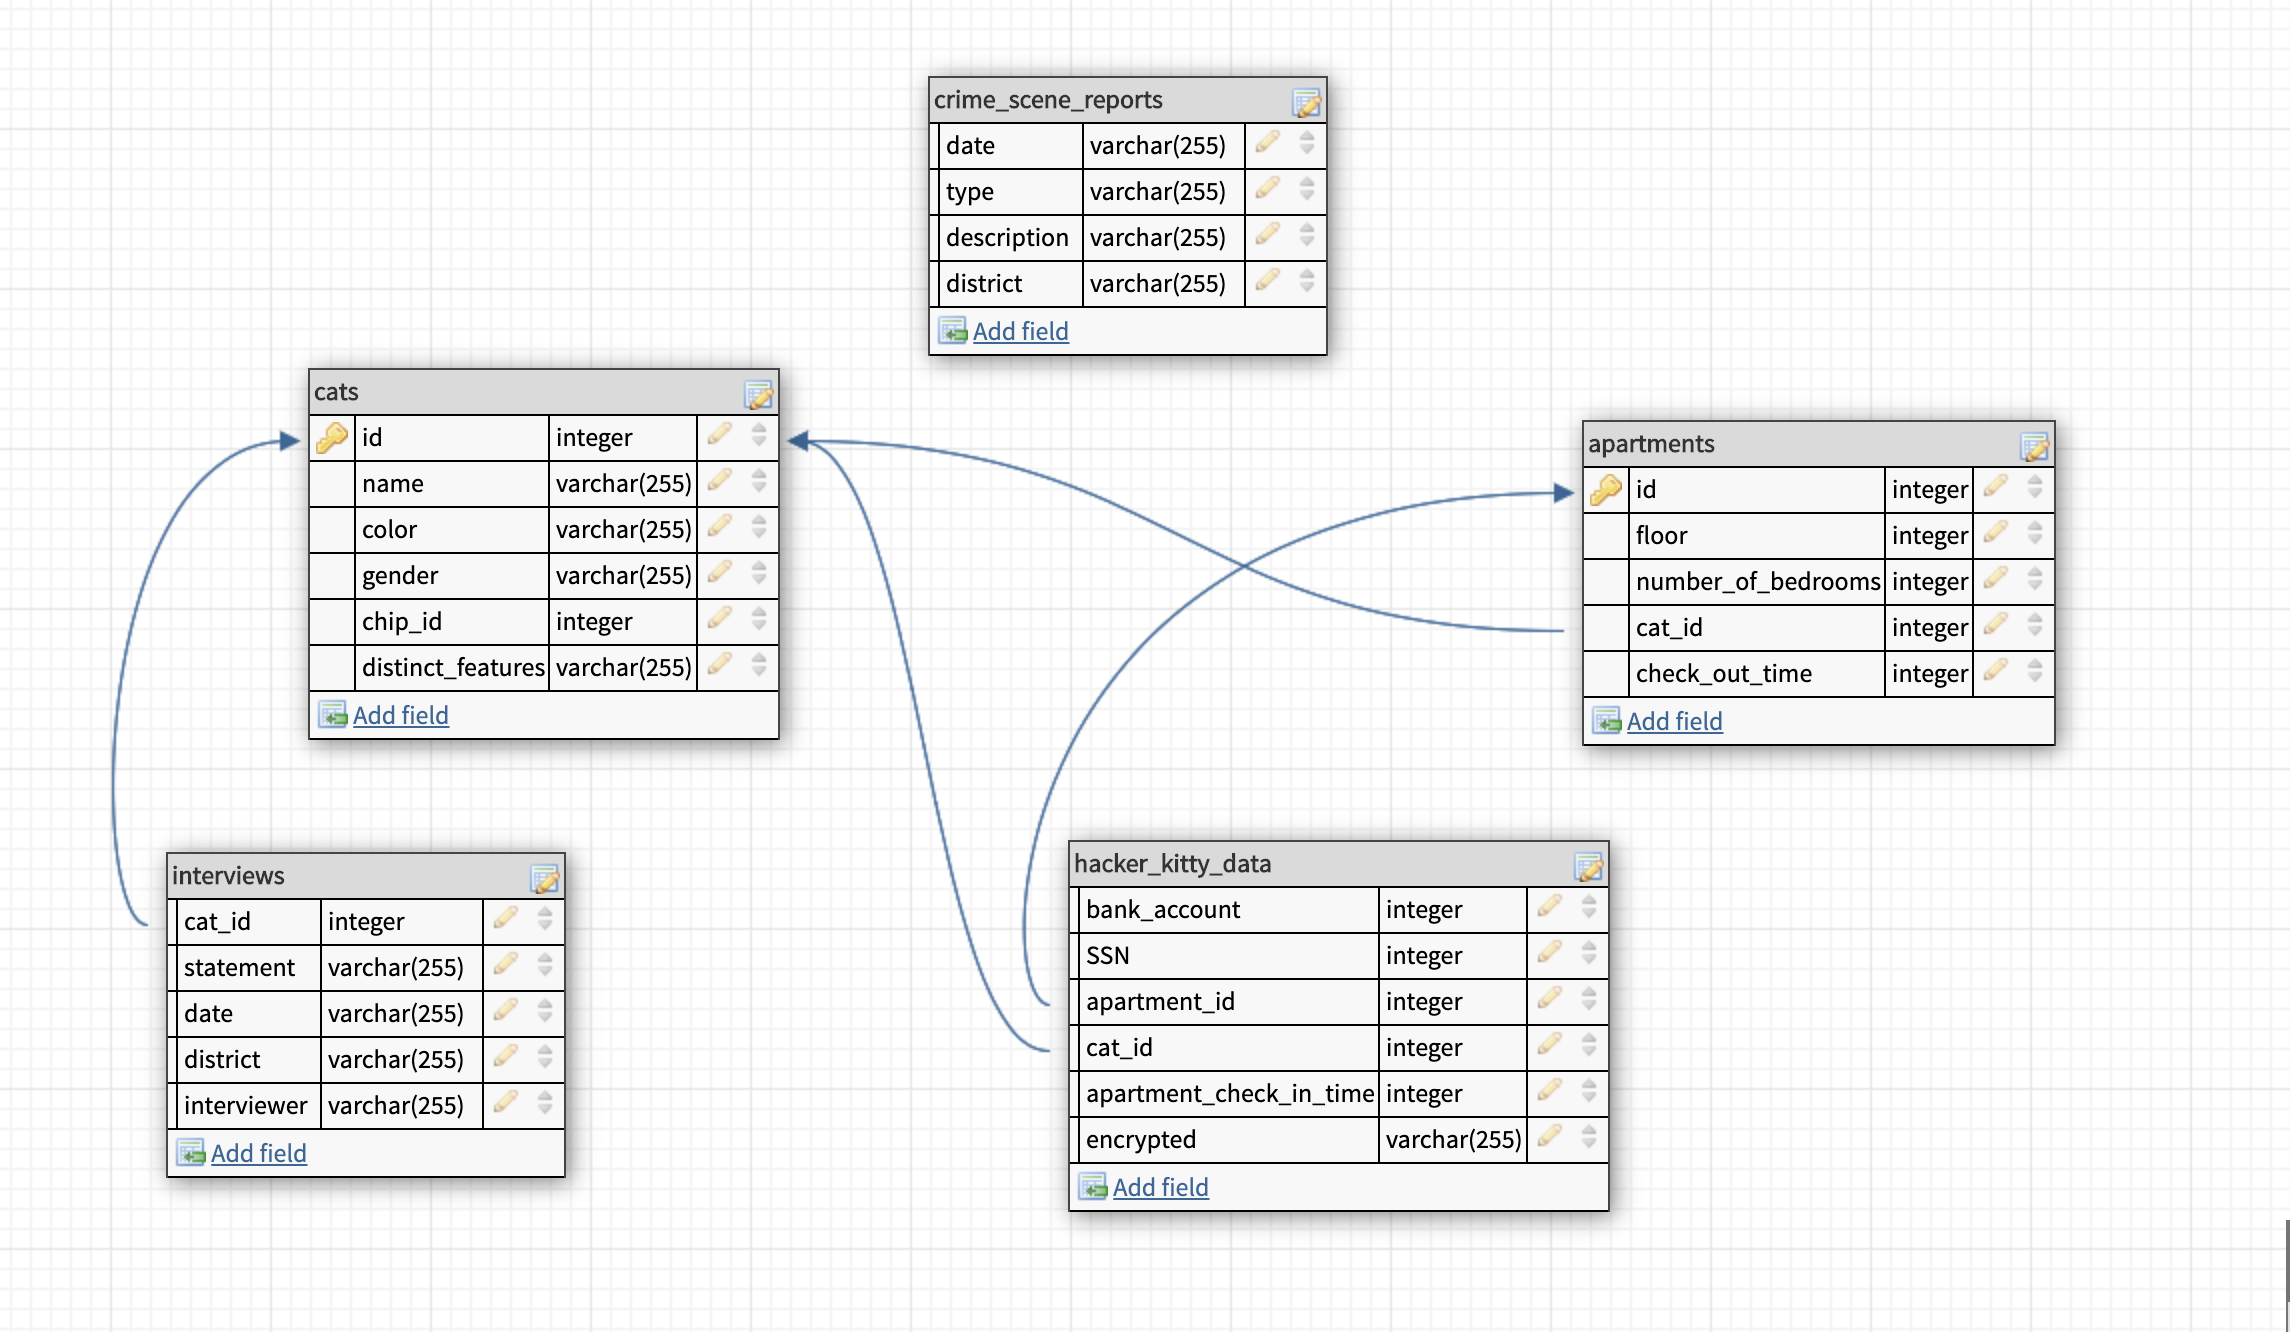 crime_scene_reports
date varchar(255)
type varchar(255)
description varchar(255)
district varchar(255)
Add field
cats
id integer
name varchar(255)
color varchar(255)
gender varchar(255)
chip_id integer
distinct_features varchar(255)
Add field
apartments
id integer
floor integer
number_of_bedrooms integer
cat_id integer
check_out_time integer
Add field
interviews
cat_id integer
statement varchar(255)
date varchar(255)
district varchar(255)
interviewer varchar(255)
Add field
hacker_kitty_data
bank_account integer
SSN integer
apartment_id integer
cat_id integer
apartment_check_in_time integer
encrypted varchar(255)
Add field